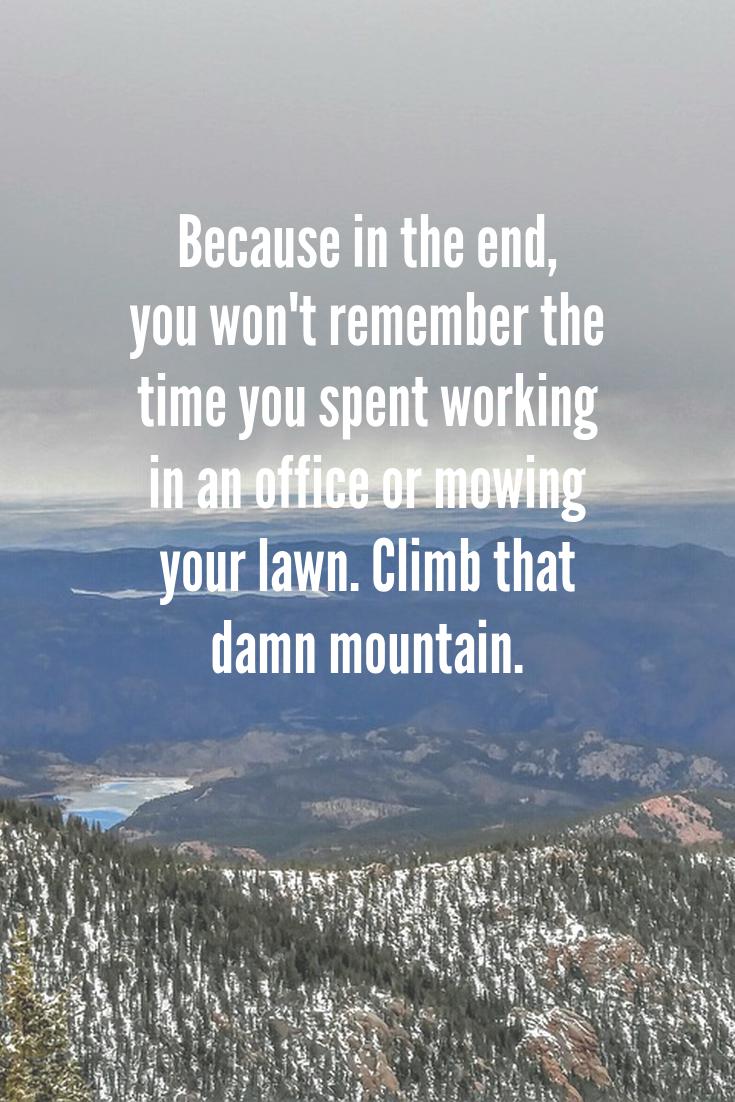 Because in the end,
you won't remember the
time you spent working
in an office or mowing
your lawn. Climb that
damn mountain.